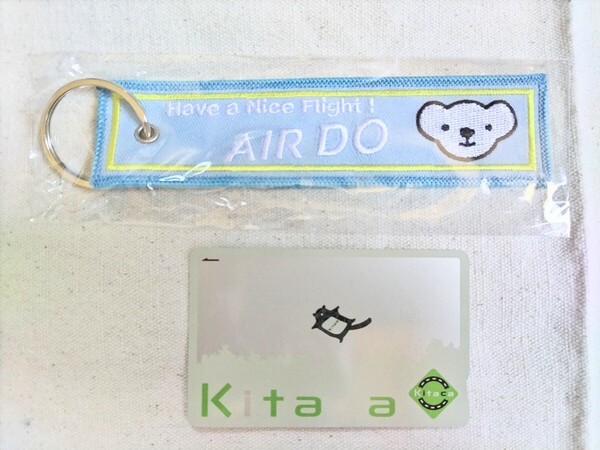 Have a Nice Flight !
AIR DO
Kita a
Kitaca